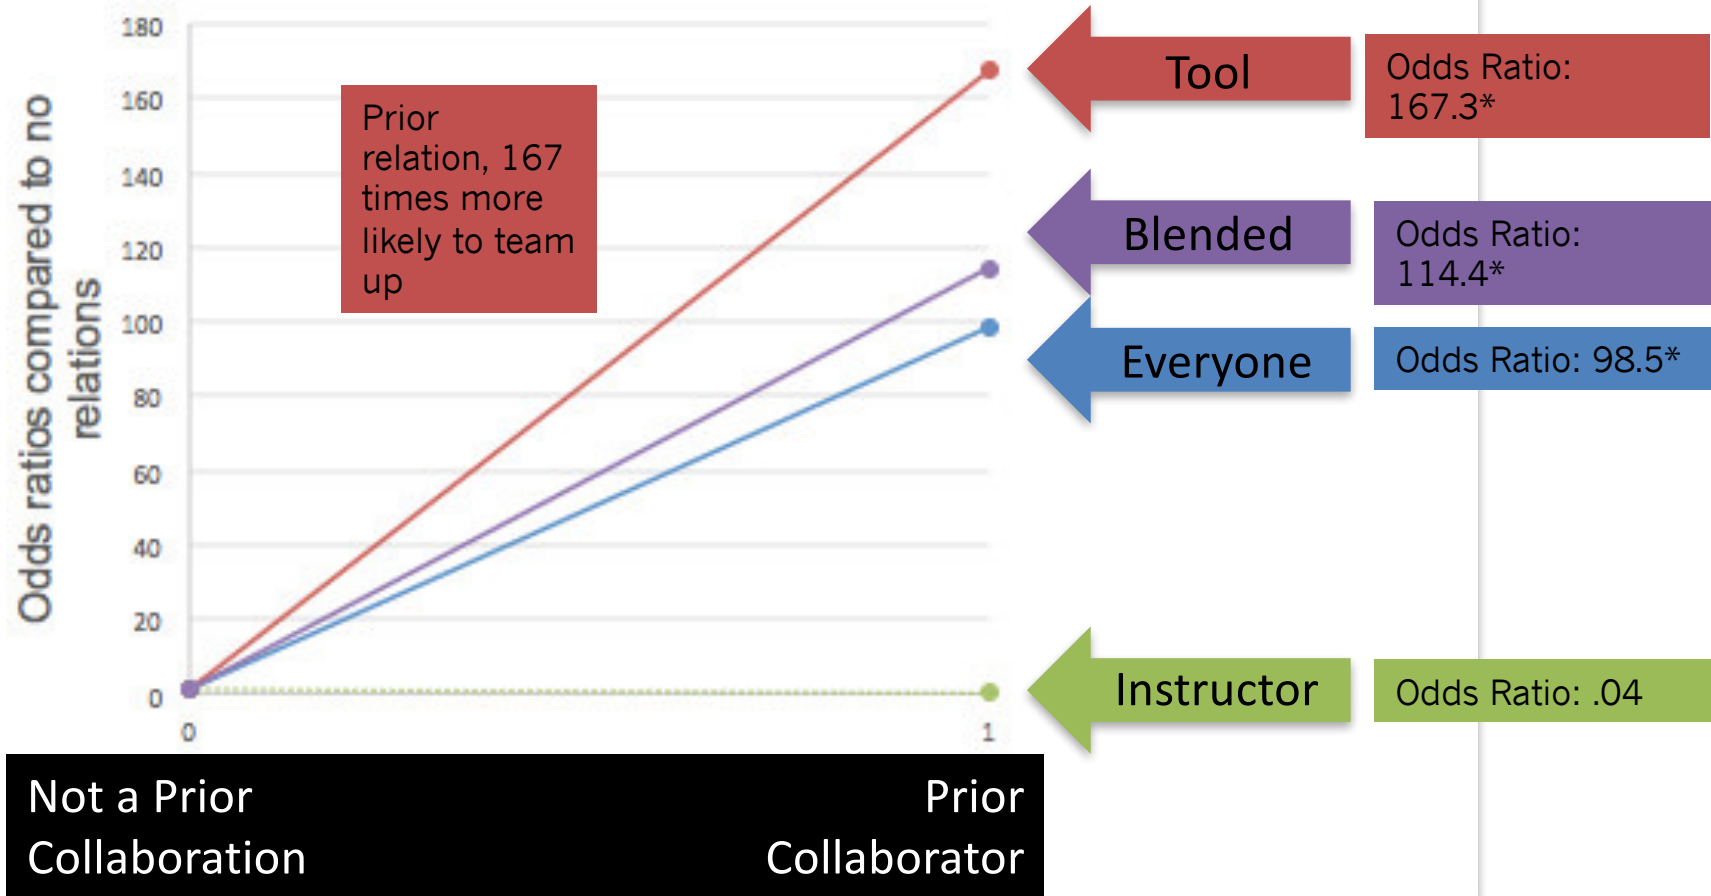 Odds ratios compared to no
relations
180
160
140
120
100
80
60
40
20
0
0
1
Prior
relation, 167
times more
likely to team
up
Tool
Odds Ratio:
167.3*
Blended
Odds Ratio:
114.4*
Everyone
Odds Ratio: 98.5*
Instructor
Odds Ratio: .04
Not a Prior
Collaboration
Prior
Collaborator